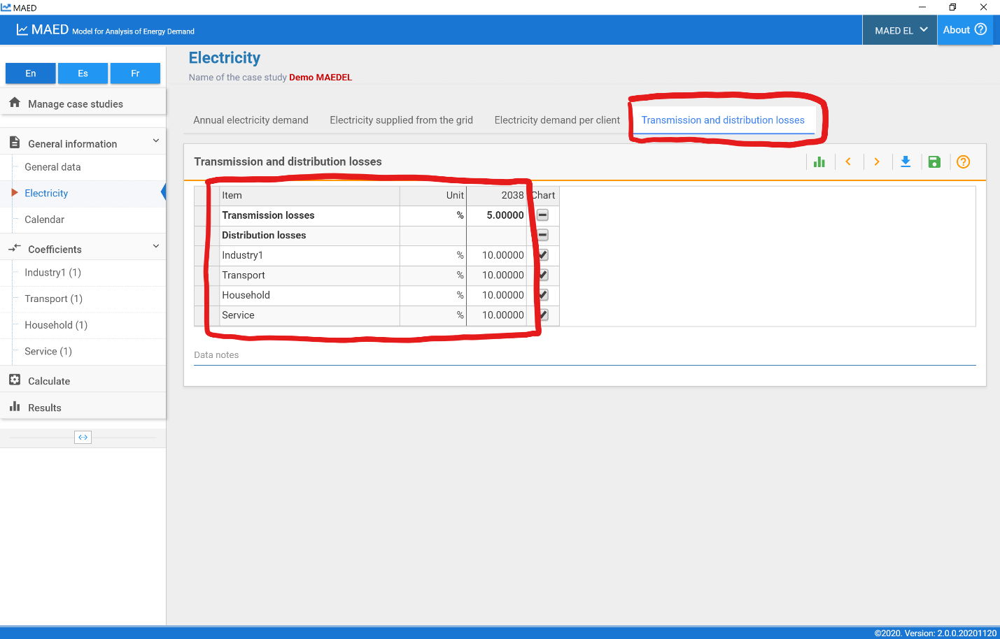 MAED
MAED Model for Analysis of Energy Demand
MAED EL
About
En Es Fr
Manage case studies
General information
General data
Electricity
Calendar
Coefficients
Industry1 (1)
Transport (1)
Household (1)
Service (1)
Calculate
Results
Electricity
Name of the case study Demo MAEDEL
Annual electricity demand Electricity supplied from the grid Electricity demand per client Transmission and distribution losses
Transmission and distribution losses
Item Unit 2038 Chart
Transmission losses % 5.00000
Distribution losses
Industry1 % 10.00000
Transport % 10.00000
Household % 10.00000
Service % 10.00000
Data notes
©2020. Version: 2.0.0.20201120